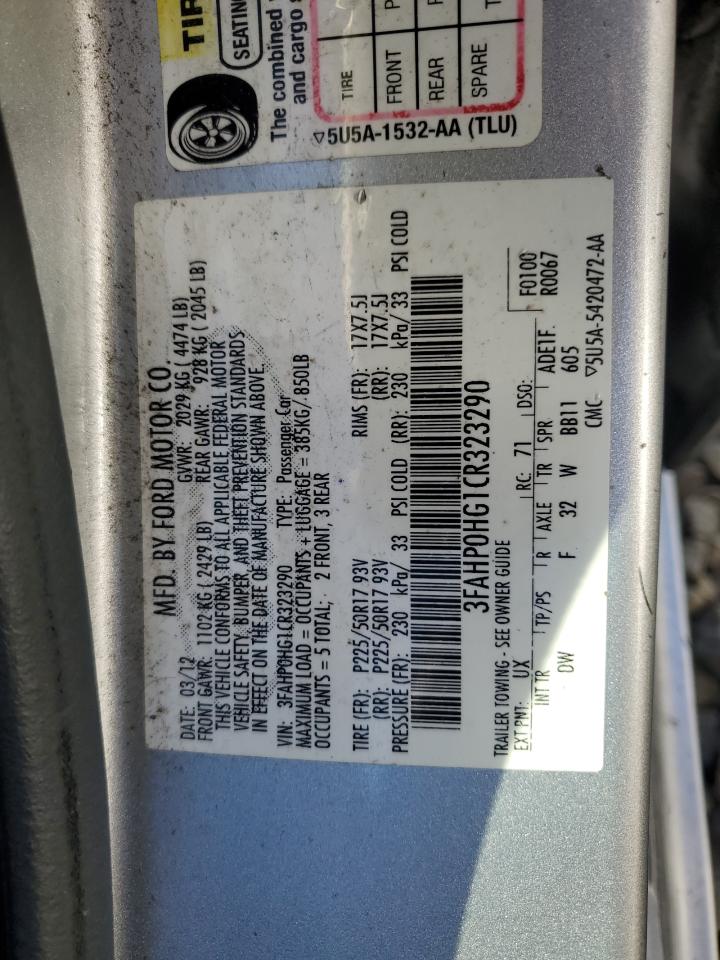 TIR
SEATIN
The combined
and cargo
TIRE
FRONT P
REAR
SPARE T
▽5U5A-1532-AA (TLU)
MFD. BY FORD MOTOR CO.
DATE: 03/12 GVWR: 2029 KG ( 4474 LB)
FRONT GAWR: 1102 KG ( 2429 LB) REAR GAWR: 928 KG ( 2045 LB)
THIS VEHICLE CONFORMS TO ALL APPLICABLE FEDERAL MOTOR
VEHICLE SAFETY, BUMPER, AND THEFT PREVENTION STANDARDS
IN EFFECT ON THE DATE OF MANUFACTURE SHOWN ABOVE.
VIN: 3FAHP0HG1CR323290 TYPE: Passenger Car
MAXIMUM LOAD = OCCUPANTS + LUGGAGE = 385KG/ 850LB
OCCUPANTS = 5 TOTAL; 2 FRONT, 3 REAR
TIRE (FR): P225/50R17 93V RIMS (FR): 17X7.5J
(RR): P225/50R17 93V (RR): 17X7.5J
PRESSURE (FR): 230 kPa/ 33 PSI COLD (RR): 230 kPa/ 33 PSI COLD
3FAHP0HG1CR323290
TRAILER TOWING - SEE OWNER GUIDE F0100
EXT PNT: UX RC: 71 DSO: R0067
INT TR TP/PS R AXLE TR SPR ADE1F
DW F 32 W BB11 605
CMC- ▽5U5A-5420472-AA